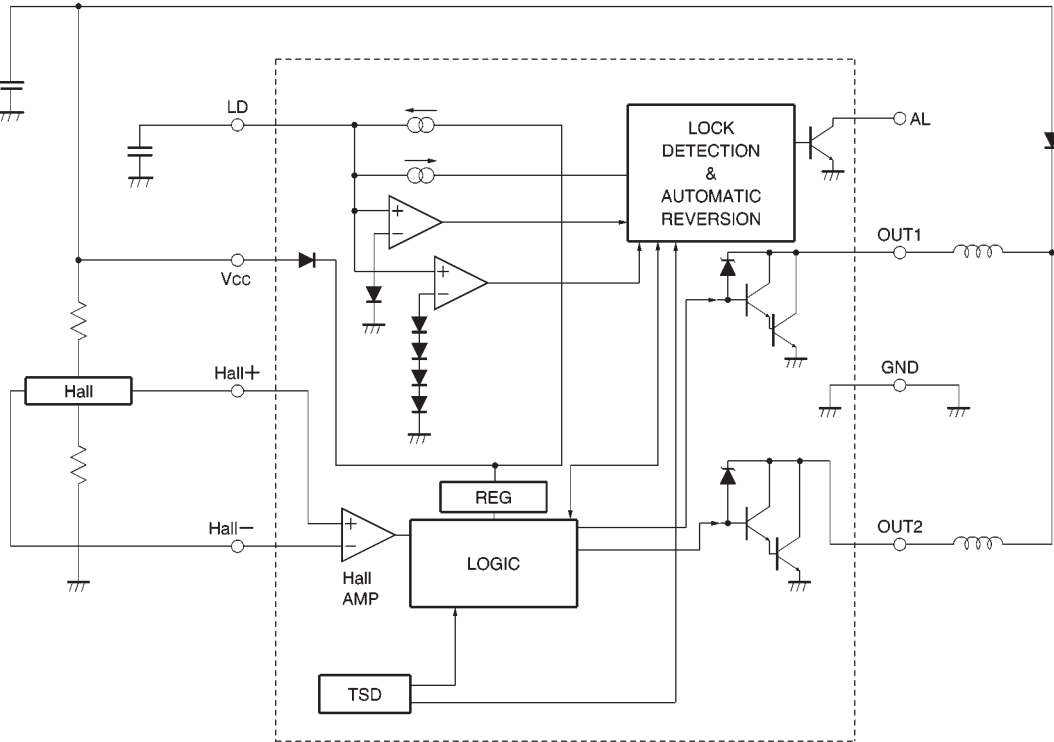 LD
LOCK
DETECTION
&
AUTOMATIC
REVERSION
AL
+
−
OUT1
VCC
+
−
Hall+
GND
Hall
REG
OUT2
Hall−
+
−
LOGIC
Hall
AMP
TSD